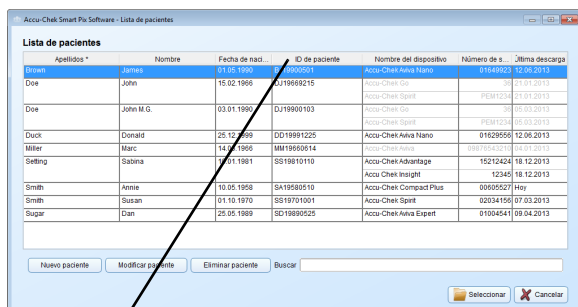 Accu-Chek Smart Pix Software - Lista de pacientes
Lista de pacientes
Apellidos * Nombre Fecha de naci... ID de paciente Nombre del dispositivo Número de s... Última descarga
Brown James 01.05.1990 Accu-Chek Aviva Nano 01649923 12.06.2013
Doe John 15.02.1966 DJ19669215 Accu-Chek Go 36 21.01.2013
Accu-Chek Spirit PEM1234 21.01.2013
Doe John M.G. 03.01.1990 DJ19900103 Accu-Chek Go 36 05.03.2013
Accu-Chek Spirit PEM1234 05.03.2013
Duck Donald 25.12.1999 DD19991225 Accu-Chek Aviva Nano 01629556 12.06.2013
Miller Marc 14.06.1966 MM19660614 Accu-Chek Aviva 09876543210 04.01.2013
Setting Sabina 10.01.1981 SS19810110 Accu-Chek Advantage 15212424 18.12.2013
Accu Chek Insight 12345 18.12.2013
Smith Annie 10.05.1958 SA19580510 Accu-Chek Compact Plus 00605527 Hoy
Smith Susan 01.10.1970 SS19701001 Accu-Chek Spirit 02034156 07.03.2013
Sugar Dan 25.05.1989 SD19890525 Accu-Chek Aviva Expert 01004541 09.04.2013
Nuevo paciente Modificar paciente Eliminar paciente Buscar
Seleccionar Cancelar